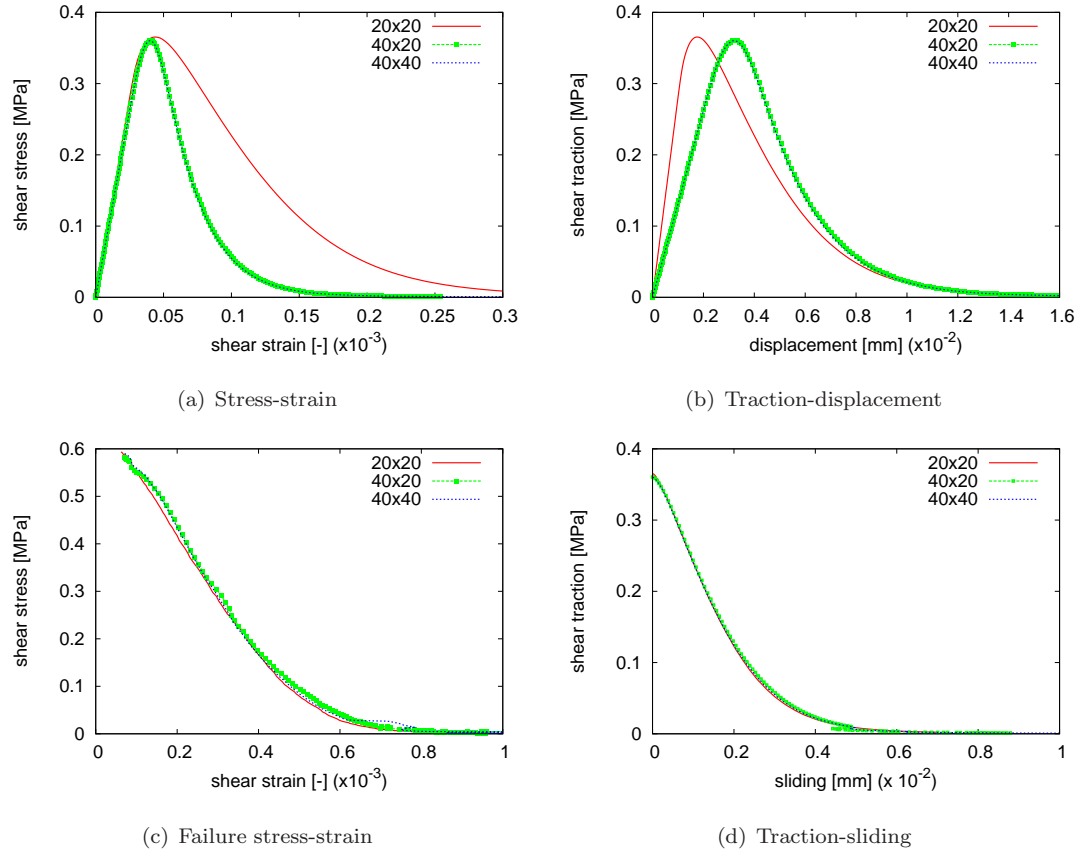 20x20
40x20
40x40
shear stress [MPa]
0.4
0.3
0.2
0.1
0
0 0.05 0.1 0.15 0.2 0.25 0.3
shear strain [-] (x10-3)
(a) Stress-strain
20x20
40x20
40x40
shear traction [MPa]
0.4
0.3
0.2
0.1
0
0 0.2 0.4 0.6 0.8 1.0 1.2 1.4 1.6
displacement [mm] (x10-2)
(b) Traction-displacement
20x20
40x20
40x40
shear stress [MPa]
0.6
0.5
0.4
0.3
0.2
0.1
0
0 0.2 0.4 0.6 0.8 1
shear strain [-] (x10-3)
(c) Failure stress-strain
20x20
40x20
40x40
shear traction [MPa]
0.4
0.3
0.2
0.1
0
0 0.2 0.4 0.6 0.8 1
sliding [mm] (x 10-2)
(d) Traction-sliding